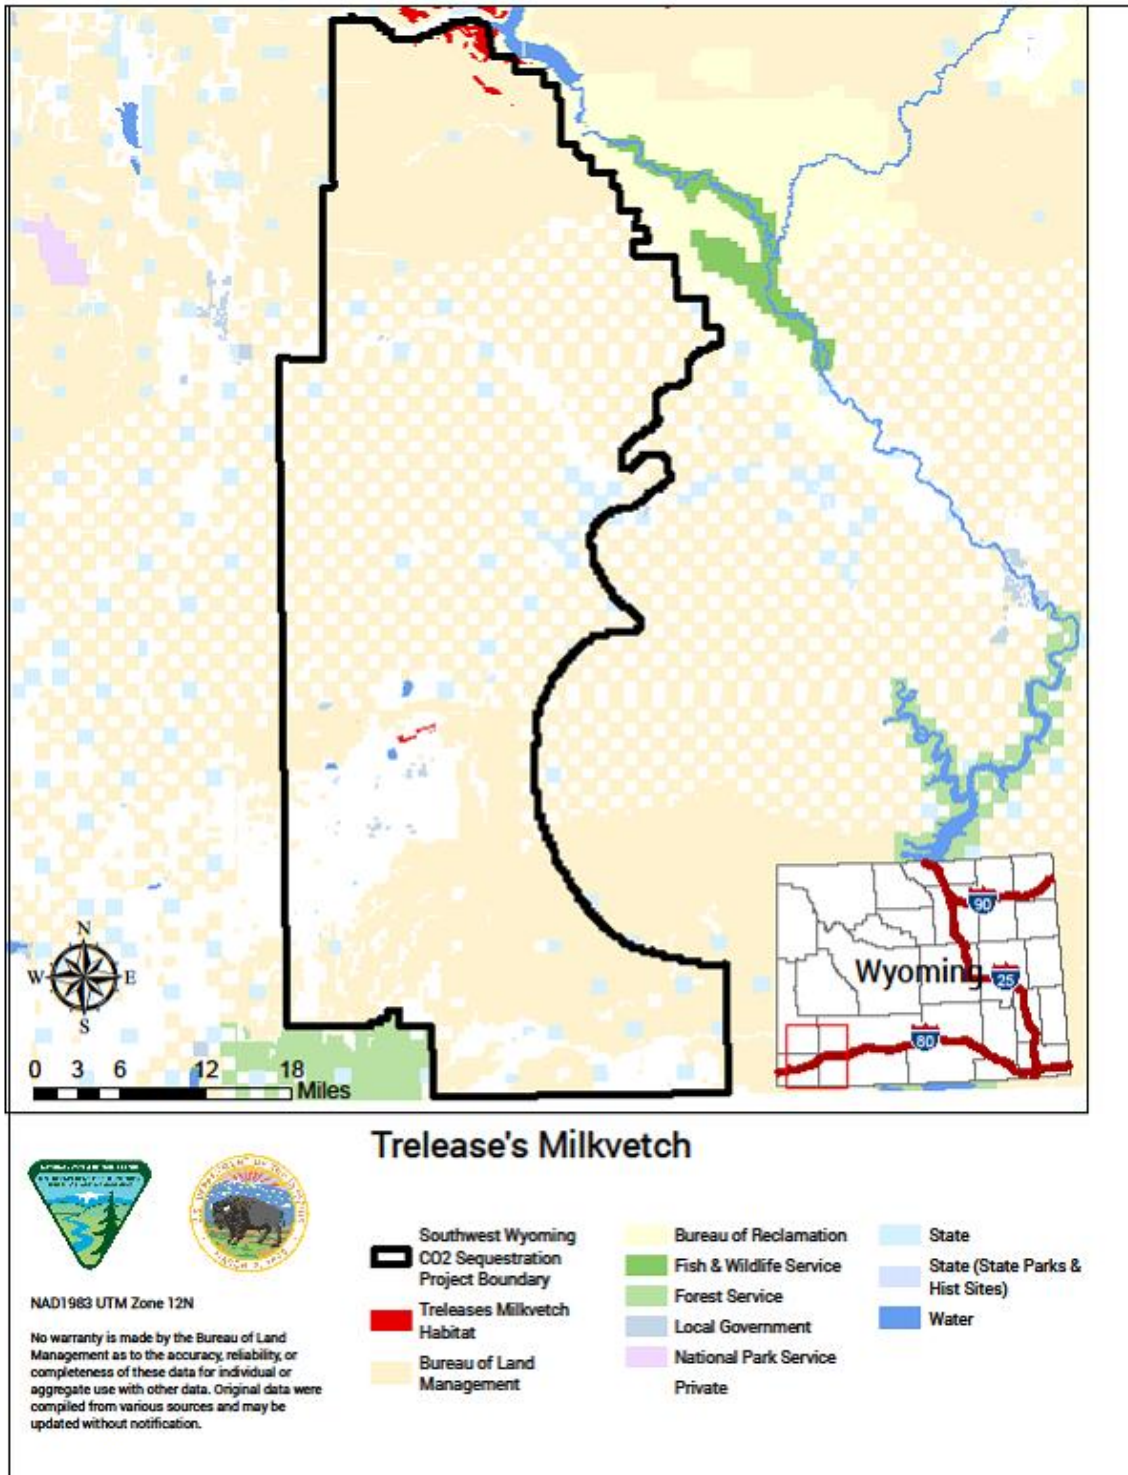 N
W
E
S
0 3 6 12 18
Miles
Wyoming
90
25
80
Trelease's Milkvetch
Southwest Wyoming
CO2 Sequestration
Project Boundary
Treleases Milkvetch
Habitat
Bureau of Land
Management
Bureau of Reclamation
Fish & Wildlife Service
Forest Service
Local Government
National Park Service
Private
State
State (State Parks &
Hist Sites)
Water
NAD1983 UTM Zone 12N
No warranty is made by the Bureau of Land
Management as to the accuracy, reliability, or
completeness of these data for individual or
aggregate use with other data. Original data were
compiled from various sources and may be
updated without notification.